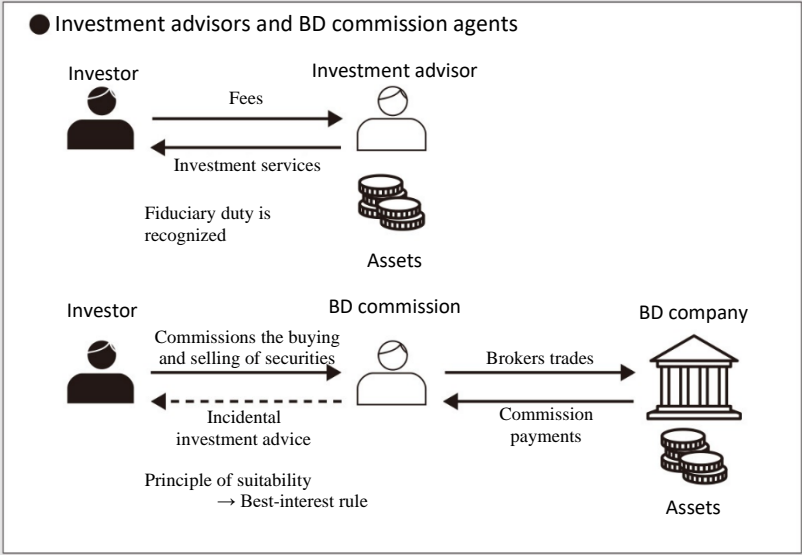 ● Investment advisors and BD commission agents
Investor
Investment advisor
Fees
Investment services
Fiduciary duty is
recognized
Assets
Investor
BD commission
BD company
Commissions the buying
and selling of securities
Brokers trades
Incidental
investment advice
Commission
payments
Principle of suitability
→ Best-interest rule
Assets